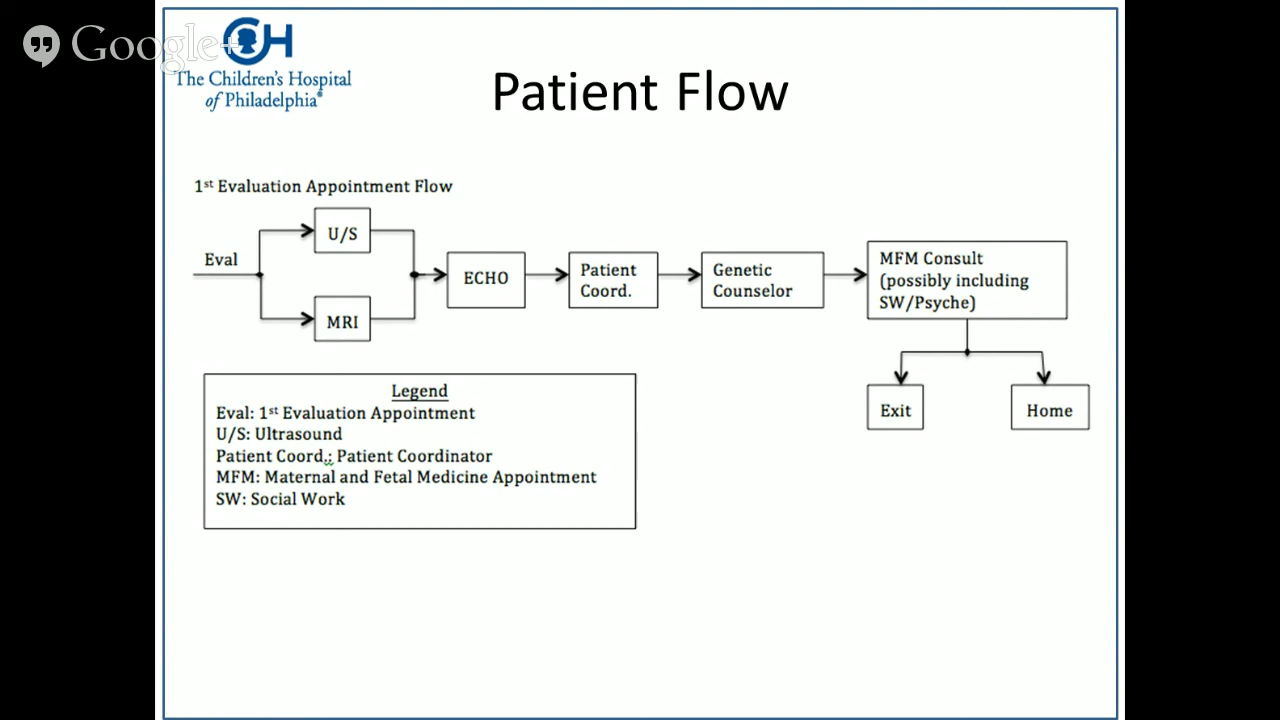 Google+
CH
The Children's Hospital
of Philadelphia®
Patient Flow
1st Evaluation Appointment Flow
U/S
Eval
MRI
ECHO
Patient
Coord.
Genetic
Counselor
MFM Consult
(possibly including
SW/Psyche)
Exit
Home
Legend
Eval: 1st Evaluation Appointment
U/S: Ultrasound
Patient Coord.: Patient Coordinator
MFM: Maternal and Fetal Medicine Appointment
SW: Social Work